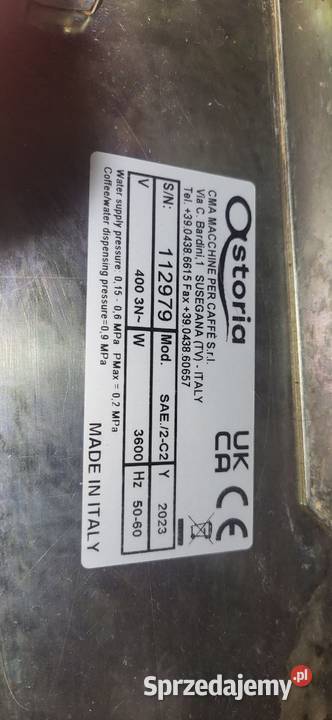 astoria
CMA MACCHINE PER CAFFÈ S.r.l.
Via C. Bardini,1 SUSEGANA (TV) - ITALY
Tel. +39.0438.6615 Fax +39.0438.60657
UK
CA
CE
S/N: 112979 Mod. SAE./2-C2 Y 2023
V 400 3N~ W 3600 Hz 50-60
Water supply pressure 0,15 - 0,6 MPa PMax = 0,2 MPa
Coffee/water dispensing pressure=0,9 MPa
MADE IN ITALY
Sprzedajemy.pl